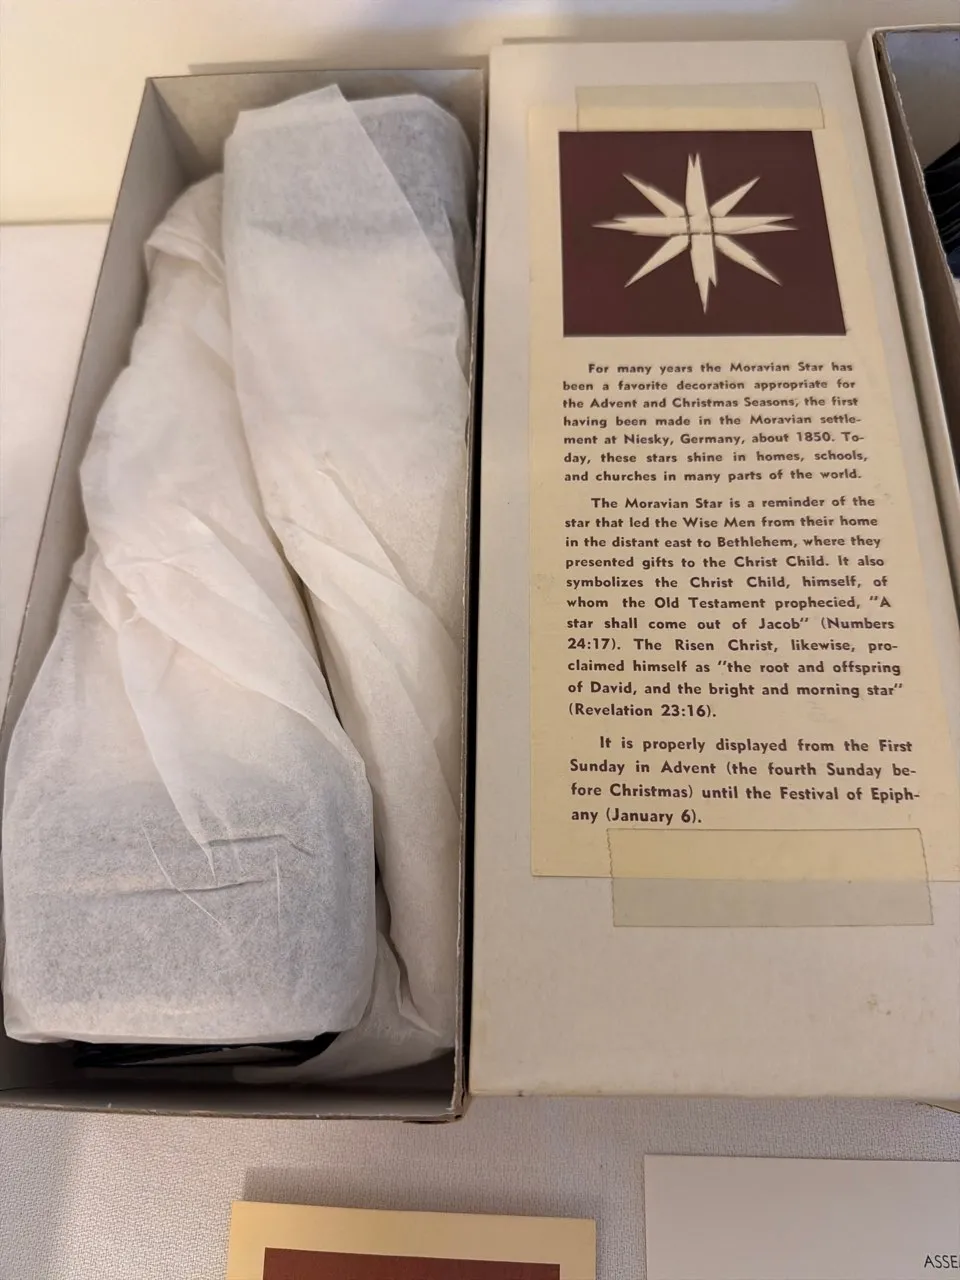 For many years the Moravian Star has
been a favorite decoration appropriate for
the Advent and Christmas Seasons, the first
having been made in the Moravian settle-
ment at Niesky, Germany, about 1850. To-
day, these stars shine in homes, schools,
and churches in many parts of the world.
The Moravian Star is a reminder of the
star that led the Wise Men from their home
in the distant east to Bethlehem, where they
presented gifts to the Christ Child. It also
symbolizes the Christ Child, himself, of
whom the Old Testament prophecied, "A
star shall come out of Jacob" (Numbers
24:17). The Risen Christ, likewise, pro-
claimed himself as "the root and offspring
of David, and the bright and morning star"
(Revelation 23:16).
It is properly displayed from the First
Sunday in Advent (the fourth Sunday be-
fore Christmas) until the Festival of Epiph-
any (January 6).
ASSE